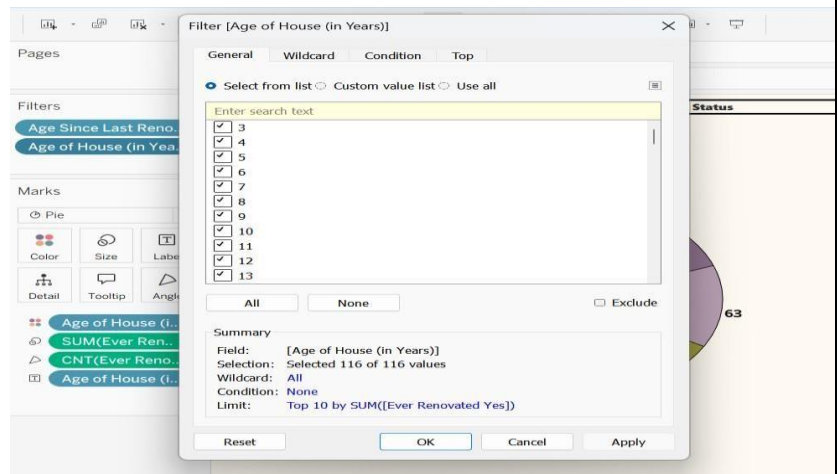 Filter [Age of House (in Years)]
Pages
General Wildcard Condition Top
Select from list Custom value list Use all
Enter search text
Filters
Age Since Last Reno..
Age of House (in Yea..
3
4
5
6
7
8
9
10
11
12
13
Status
Marks
Pie
Color Size Labe
Detail Tooltip Angle
All None Exclude
63
Age of House (i..
SUM(Ever Ren..
CNT(Ever Reno..
Age of House (i..
Summary
Field: [Age of House (in Years)]
Selection: Selected 116 of 116 values
Wildcard: All
Condition: None
Limit: Top 10 by SUM([Ever Renovated Yes])
Reset OK Cancel Apply